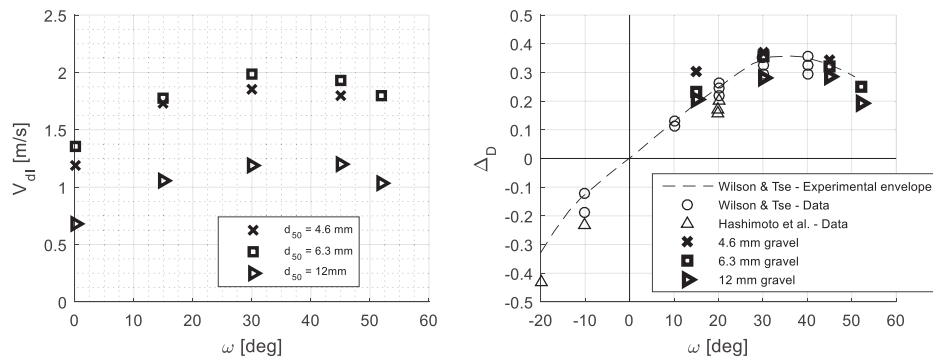 2.5
2
1.5
1
0.5
0
V_dl [m/s]
0 10 20 30 40 50 60
ω [deg]
d50 = 4.6 mm
d50 = 6.3 mm
d50 = 12mm
0.5
0.4
0.3
0.2
0.1
0
-0.1
-0.2
-0.3
-0.4
-0.5
Δ_D
-20 -10 0 10 20 30 40 50 60
ω [deg]
Wilson & Tse - Experimental envelope
Wilson & Tse - Data
Hashimoto et al. - Data
4.6 mm gravel
6.3 mm gravel
12 mm gravel